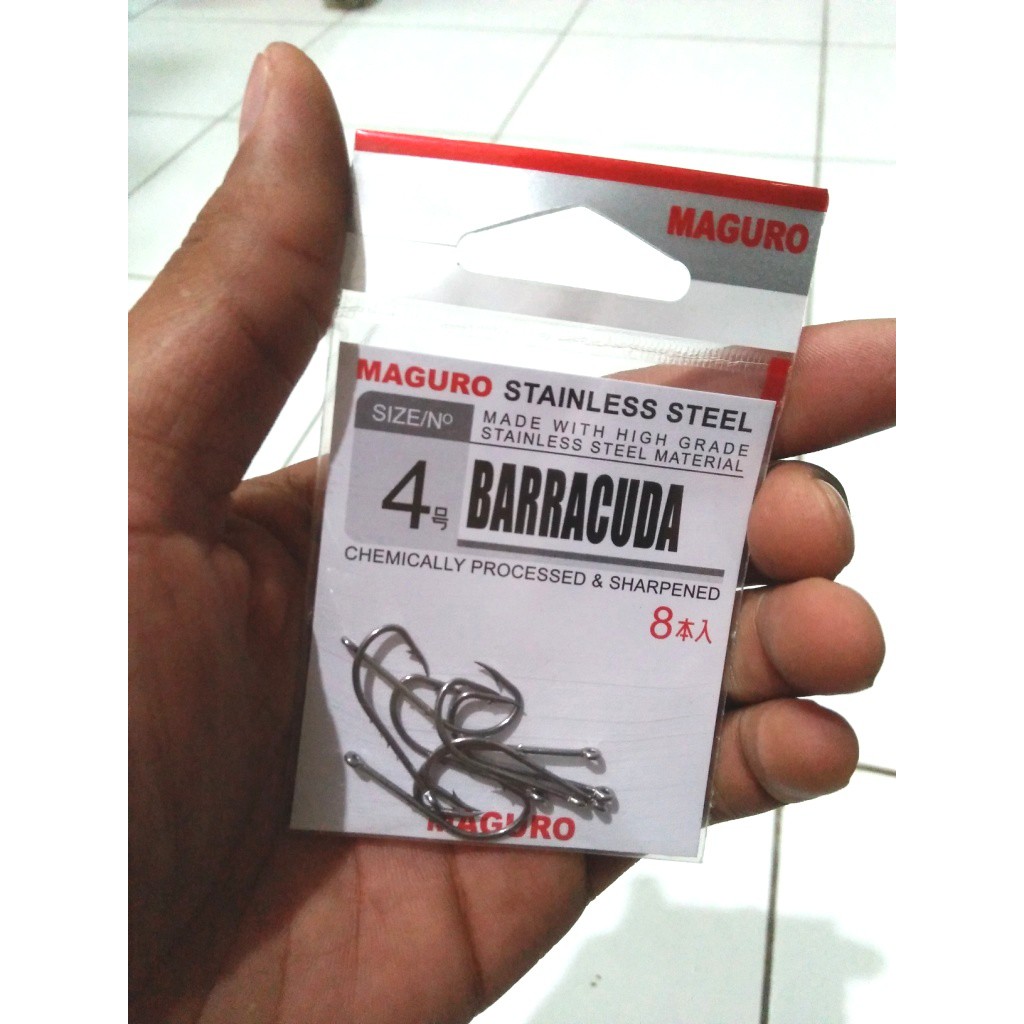 MAGURO
MAGURO STAINLESS STEEL
SIZE/Nº
MADE WITH HIGH GRADE
STAINLESS STEEL MATERIAL
4号
BARRACUDA
CHEMICALLY PROCESSED & SHARPENED
8本入
MAGURO